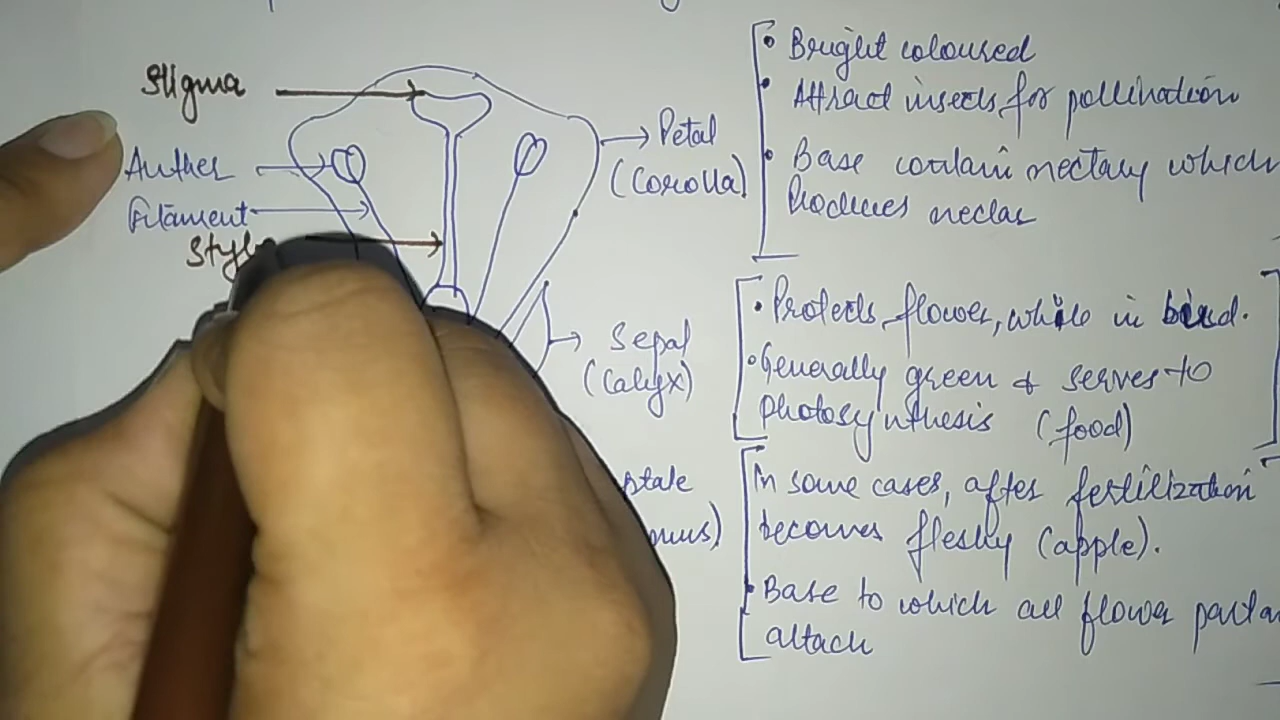 Stigma
Anther
Filament
Style
Petal
(Corolla)
Sepal
(Calyx)
• Bright coloured
• Attract insects for pollination
• Base contain nectary which
Produces nectar
• Protects flower, while in bud.
• Generally green & serves to
photosynthesis (food)
In some cases, after fertilization
becomes fleshy (apple).
• Base to which all flower
attach